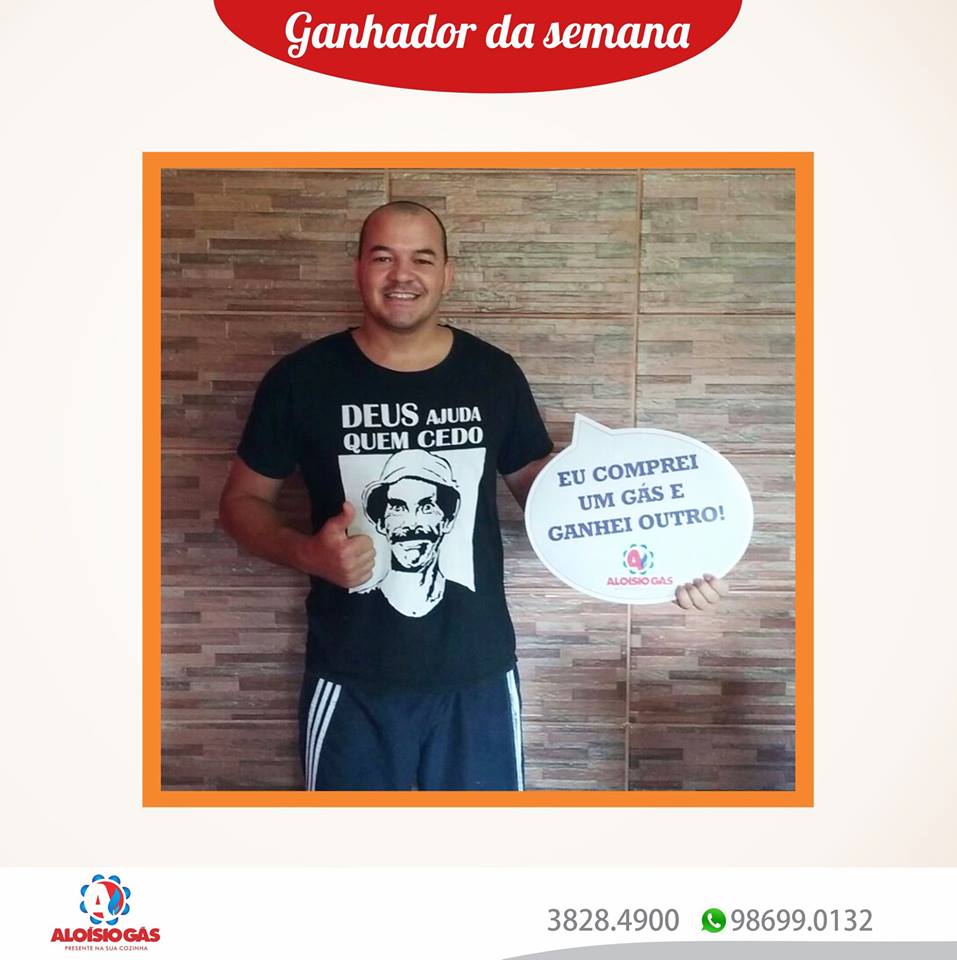 Ganhador da semana
DEUS AJUDA
QUEM CEDO
EU COMPREI
UM GÁS E
GANHEI OUTRO!
ALOÍSIO GÁS
ALOÍSIO GÁS
PRESENTE NA SUA COZINHA
3828.4900 98699.0132